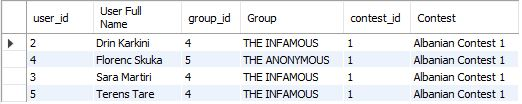 user_id User Full Name group_id Group contest_id Contest
2 Drin Karkini 4 THE INFAMOUS 1 Albanian Contest 1
4 Florenc Skuka 5 THE ANONYMOUS 1 Albanian Contest 1
3 Sara Martiri 4 THE INFAMOUS 1 Albanian Contest 1
5 Terens Tare 4 THE INFAMOUS 1 Albanian Contest 1